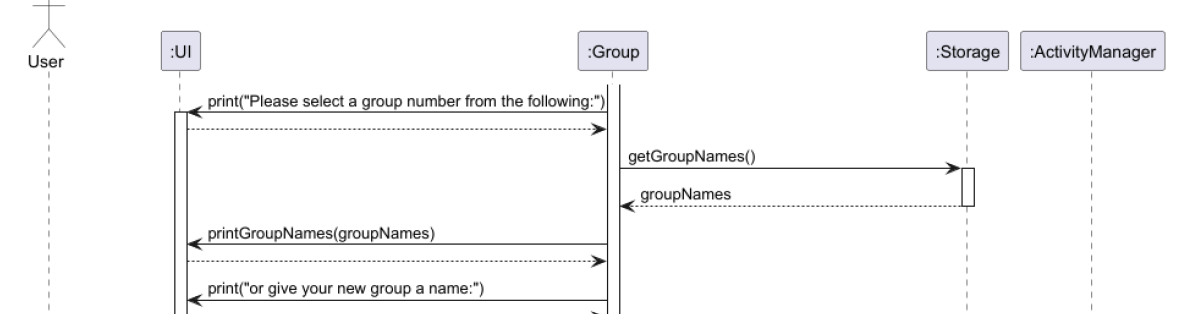 User
:UI
:Group
:Storage
:ActivityManager
print("Please select a group number from the following:")
getGroupNames()
groupNames
printGroupNames(groupNames)
print("or give your new group a name:")